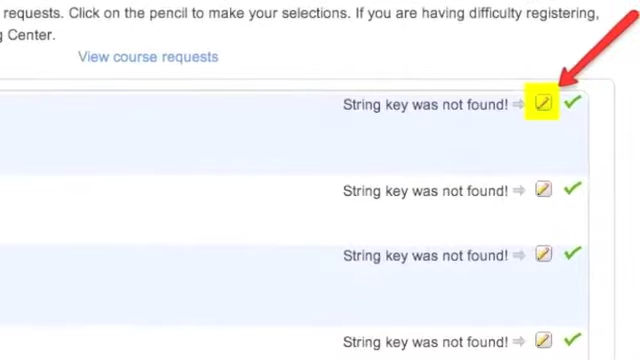 requests. Click on the pencil to make your selections. If you are having difficulty registering,
g Center.
View course requests
String key was not found!
String key was not found!
String key was not found!
String key was not found!